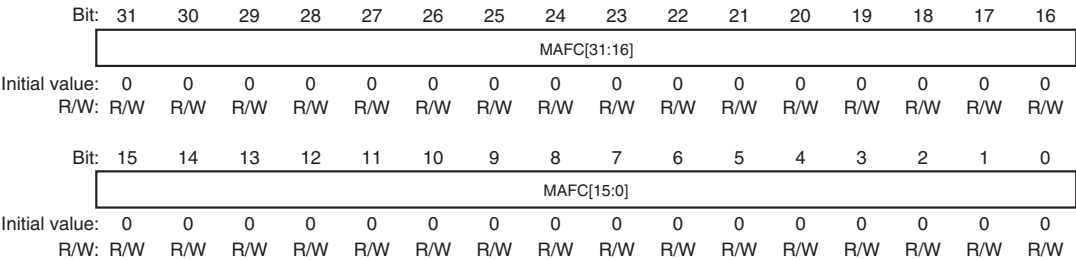 Bit: 31 30 29 28 27 26 25 24 23 22 21 20 19 18 17 16
MAFC[31:16]
Initial value: 0 0 0 0 0 0 0 0 0 0 0 0 0 0 0 0
R/W: R/W R/W R/W R/W R/W R/W R/W R/W R/W R/W R/W R/W R/W R/W R/W R/W
Bit: 15 14 13 12 11 10 9 8 7 6 5 4 3 2 1 0
MAFC[15:0]
Initial value: 0 0 0 0 0 0 0 0 0 0 0 0 0 0 0 0
R/W: R/W R/W R/W R/W R/W R/W R/W R/W R/W R/W R/W R/W R/W R/W R/W R/W